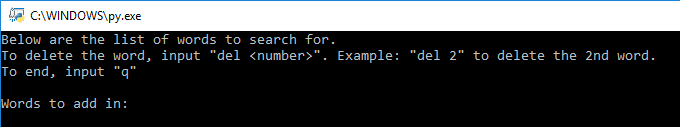 C:\WINDOWS\py.exe
Below are the list of words to search for.
To delete the word, input "del <number>". Example: "del 2" to delete the 2nd word.
To end, input "q"
Words to add in: